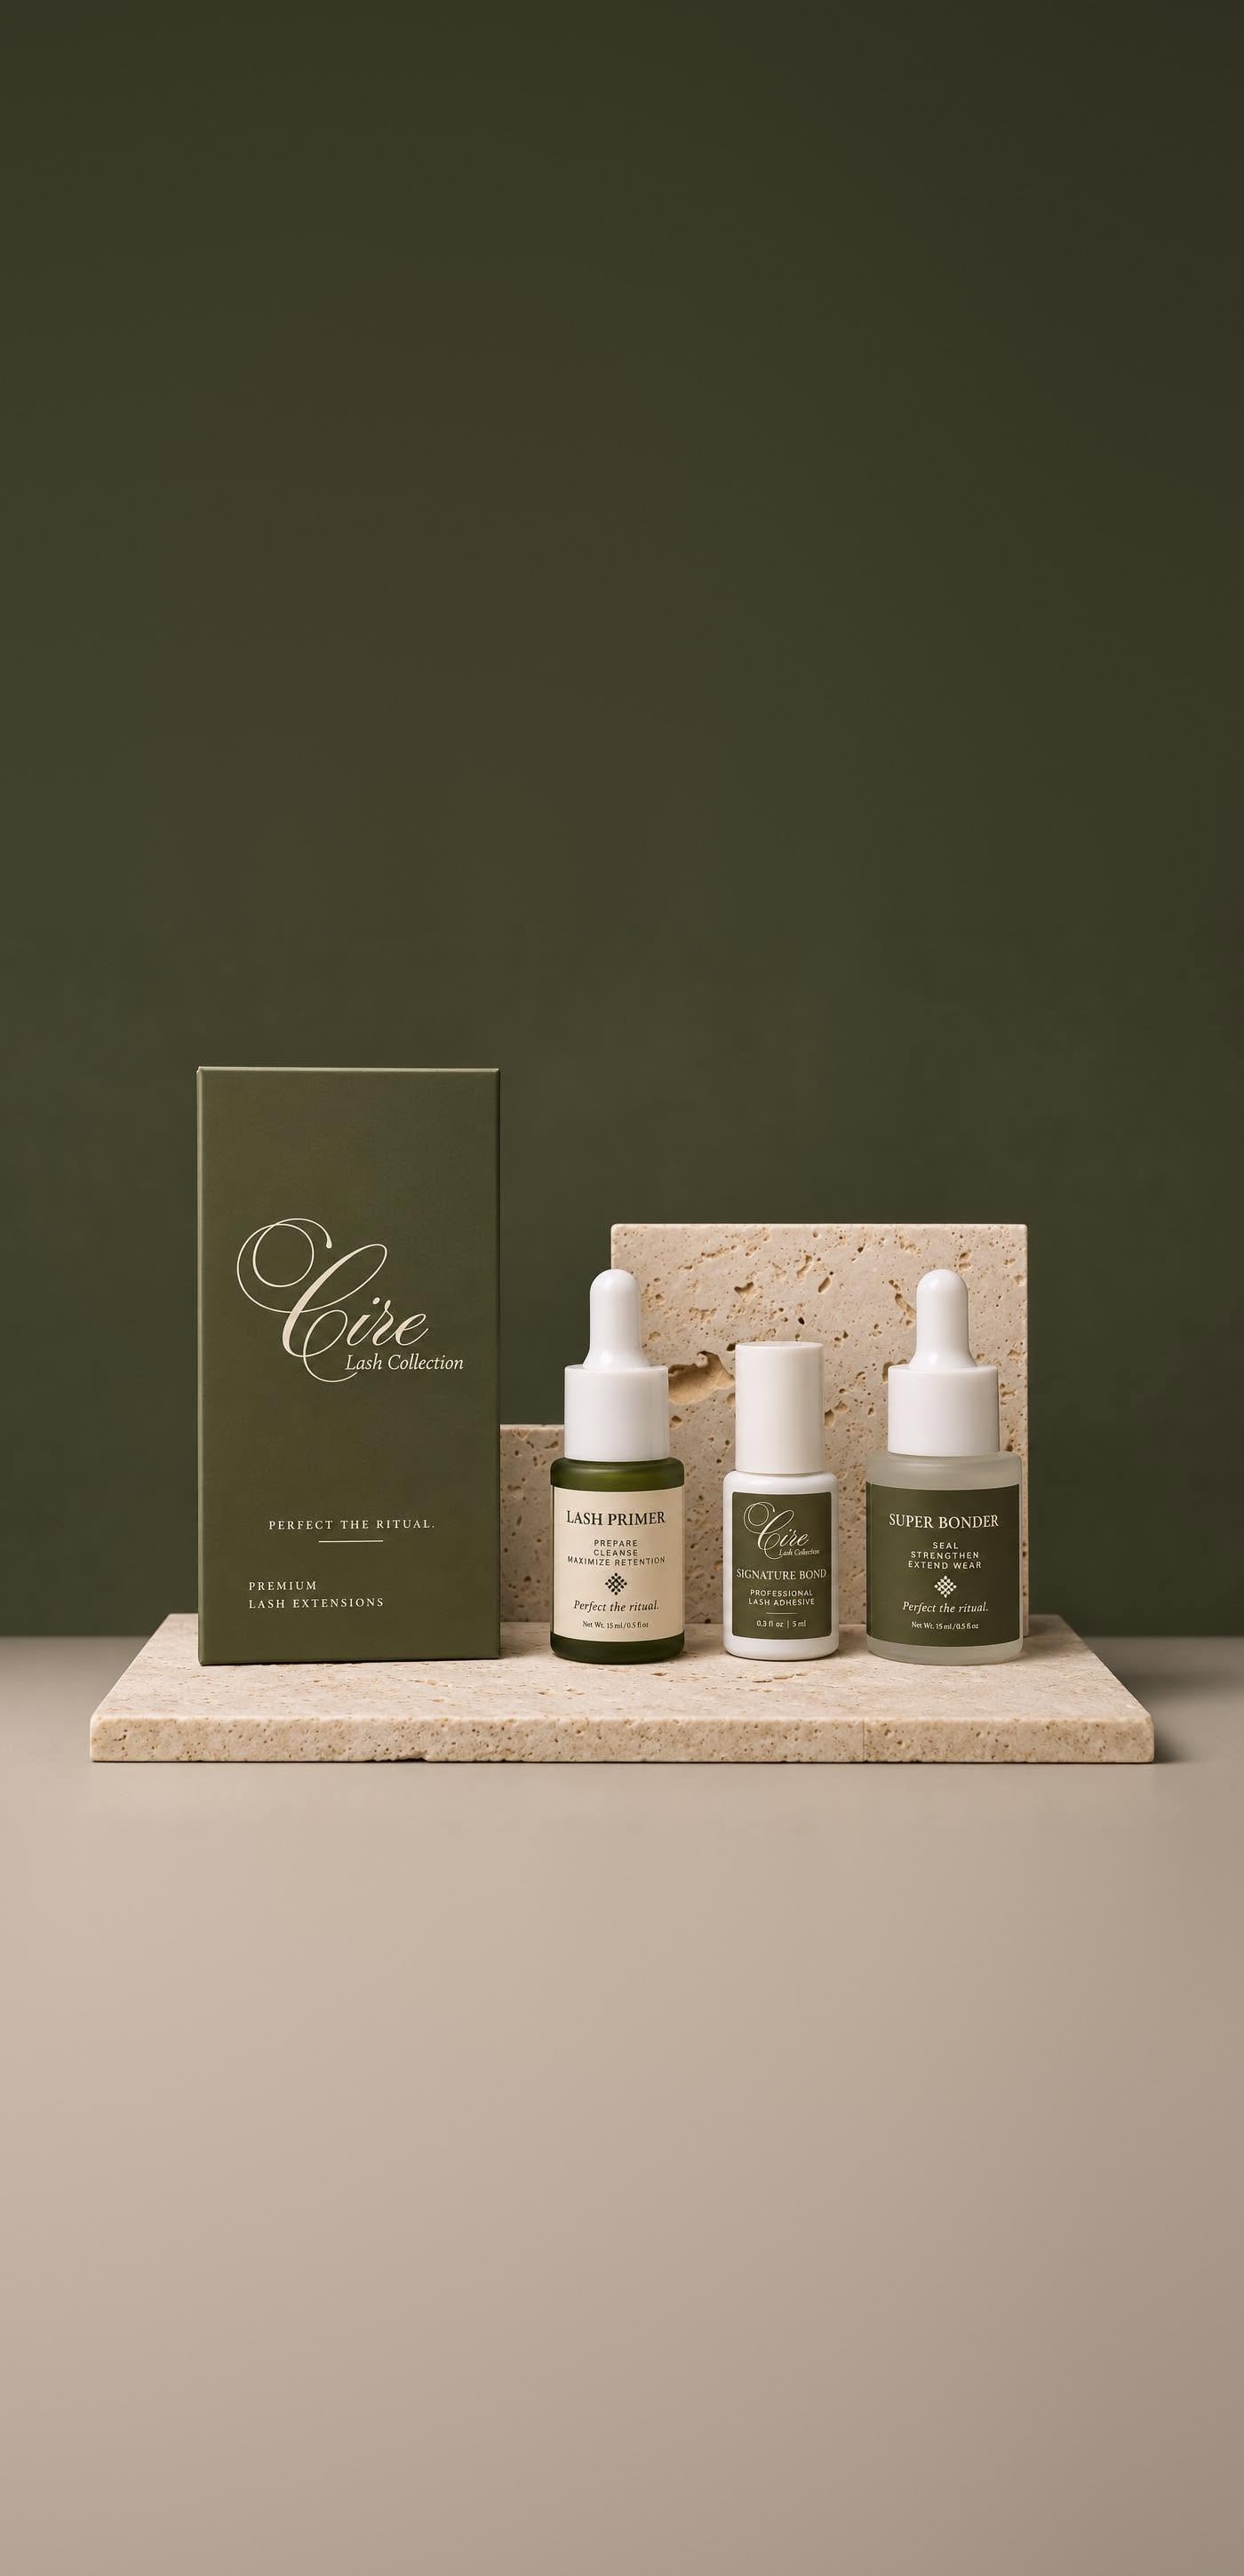 Cire
Lash Collection
PERFECT THE RITUAL.
PREMIUM
LASH EXTENSIONS
LASH PRIMER
PREPARE
CLEANSE
MAXIMIZE RETENTION
Perfect the ritual.
Net Wt. 15 ml / 0.5 fl oz
Cire
Lash Collection
SIGNATURE BOND
PROFESSIONAL
LASH ADHESIVE
0.3 fl oz | 5 ml
SUPER BONDER
SEAL
STRENGTHEN
EXTEND WEAR
Perfect the ritual.
Net Wt. 15 ml / 0.5 fl oz